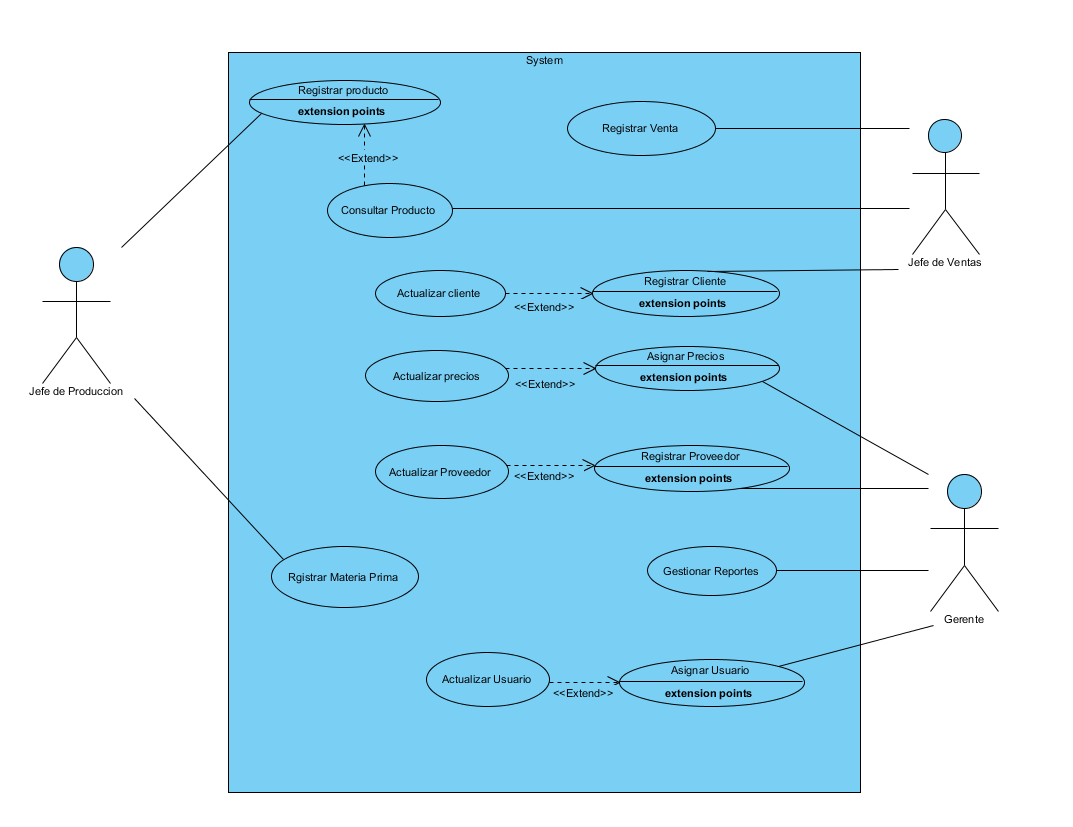 System
Registrar producto
extension points
Registrar Venta
<<Extend>>
Consultar Producto
Jefe de Ventas
Actualizar cliente
<<Extend>>
Registrar Cliente
extension points
Actualizar precios
<<Extend>>
Asignar Precios
extension points
Jefe de Produccion
Actualizar Proveedor
<<Extend>>
Registrar Proveedor
extension points
Rgistrar Materia Prima
Gestionar Reportes
Gerente
Actualizar Usuario
<<Extend>>
Asignar Usuario
extension points